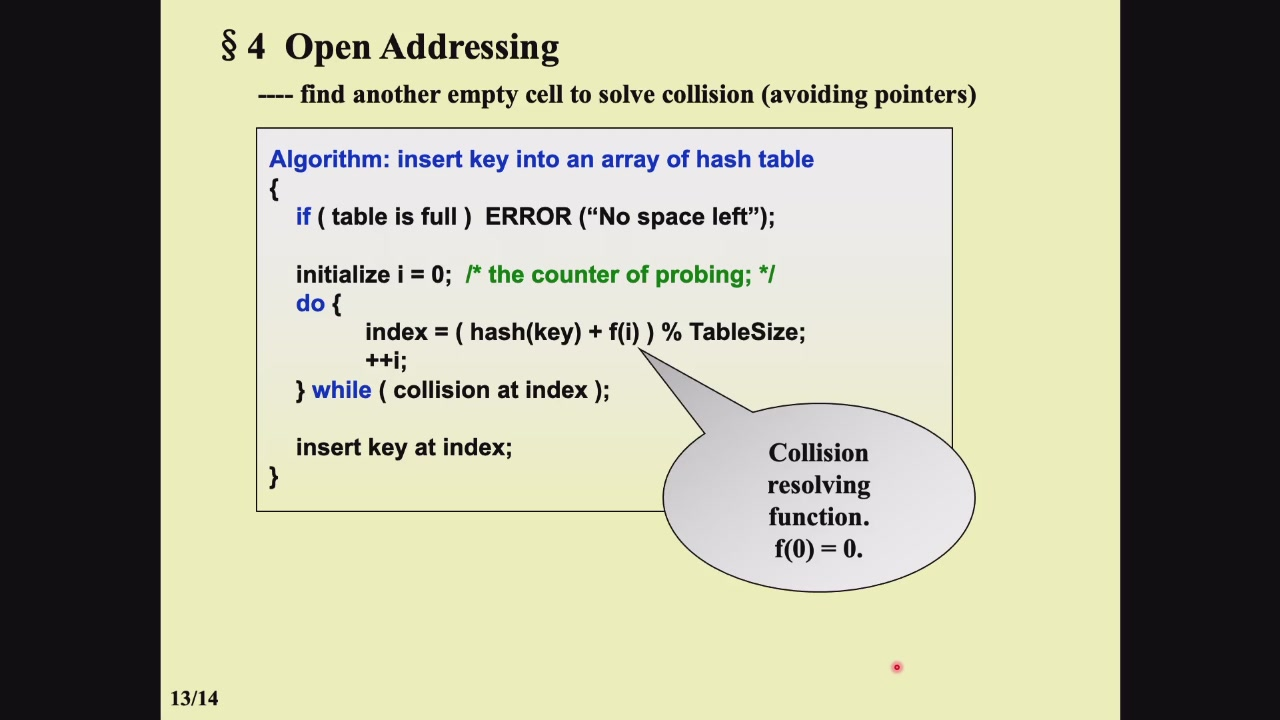 § 4 Open Addressing
---- find another empty cell to solve collision (avoiding pointers)
Algorithm: insert key into an array of hash table
{
if ( table is full ) ERROR (“No space left”);
initialize i = 0; /* the counter of probing; */
do {
index = ( hash(key) + f(i) ) % TableSize;
++i;
} while ( collision at index );
insert key at index;
}
Collision
resolving
function.
f(0) = 0.
13/14